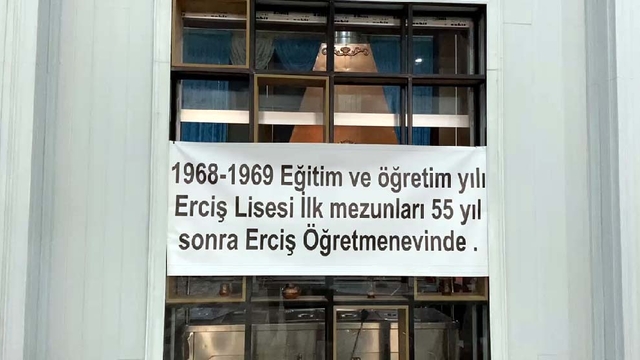 1968-1969 Eğitim ve öğretim yılı
Erciş Lisesi İlk mezunları 55 yıl
sonra Erciş Öğretmenevinde .